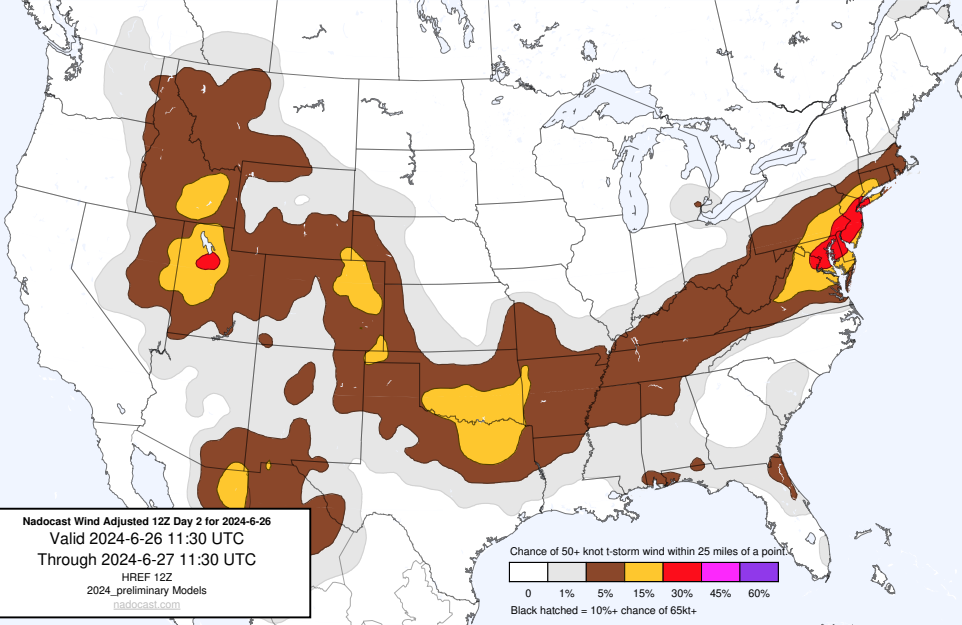 Nadocast Wind Adjusted 12Z Day 2 for 2024-6-26
Valid 2024-6-26 11:30 UTC
Through 2024-6-27 11:30 UTC
HREF 12Z
2024_preliminary Models
nadocast.com
Chance of 50+ knot t-storm wind within 25 miles of a point.
0 1% 5% 15% 30% 45% 60%
Black hatched = 10%+ chance of 65kt+